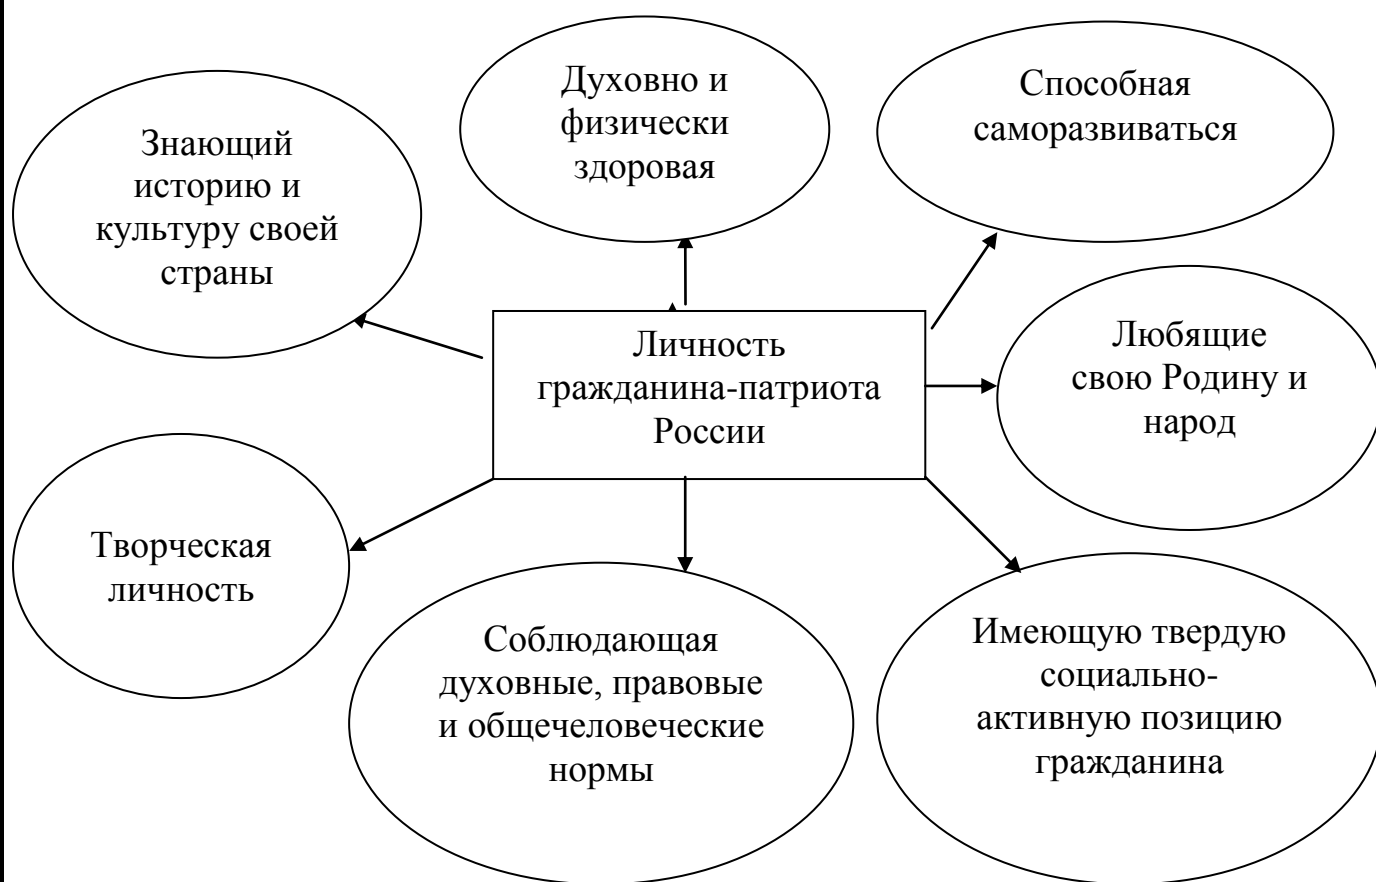 Духовно и
физически
здоровая
Способная
саморазвиваться
Знающий
историю и
культуру своей
страны
Личность
гражданина-патриота
России
Любящие
свою Родину и
народ
Творческая
личность
Соблюдающая
духовные, правовые
и общечеловеческие
нормы
Имеющую твердую
социально-
активную позицию
гражданина